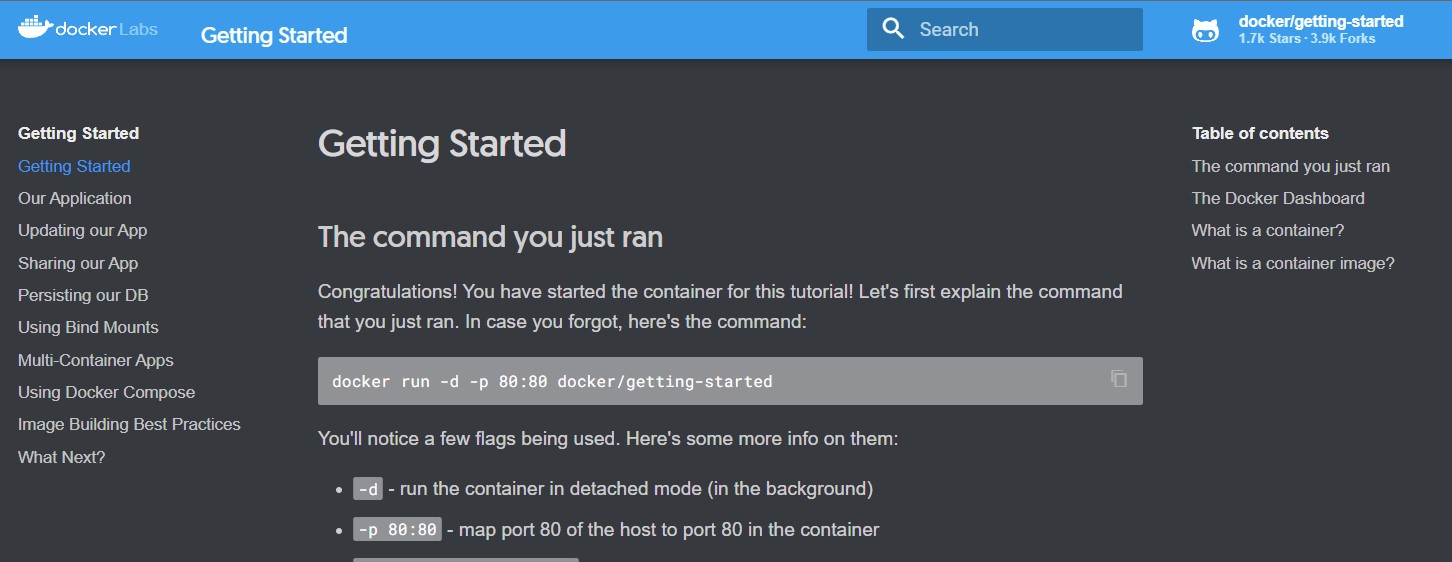 docker Labs
Getting Started
Search
docker/getting-started
1.7k Stars · 3.9k Forks
Getting Started
Getting Started
Our Application
Updating our App
Sharing our App
Persisting our DB
Using Bind Mounts
Multi-Container Apps
Using Docker Compose
Image Building Best Practices
What Next?
Getting Started
The command you just ran
Congratulations! You have started the container for this tutorial! Let's first explain the command
that you just ran. In case you forgot, here's the command:
docker run -d -p 80:80 docker/getting-started
You'll notice a few flags being used. Here's some more info on them:
• -d - run the container in detached mode (in the background)
• -p 80:80 - map port 80 of the host to port 80 in the container
Table of contents
The command you just ran
The Docker Dashboard
What is a container?
What is a container image?